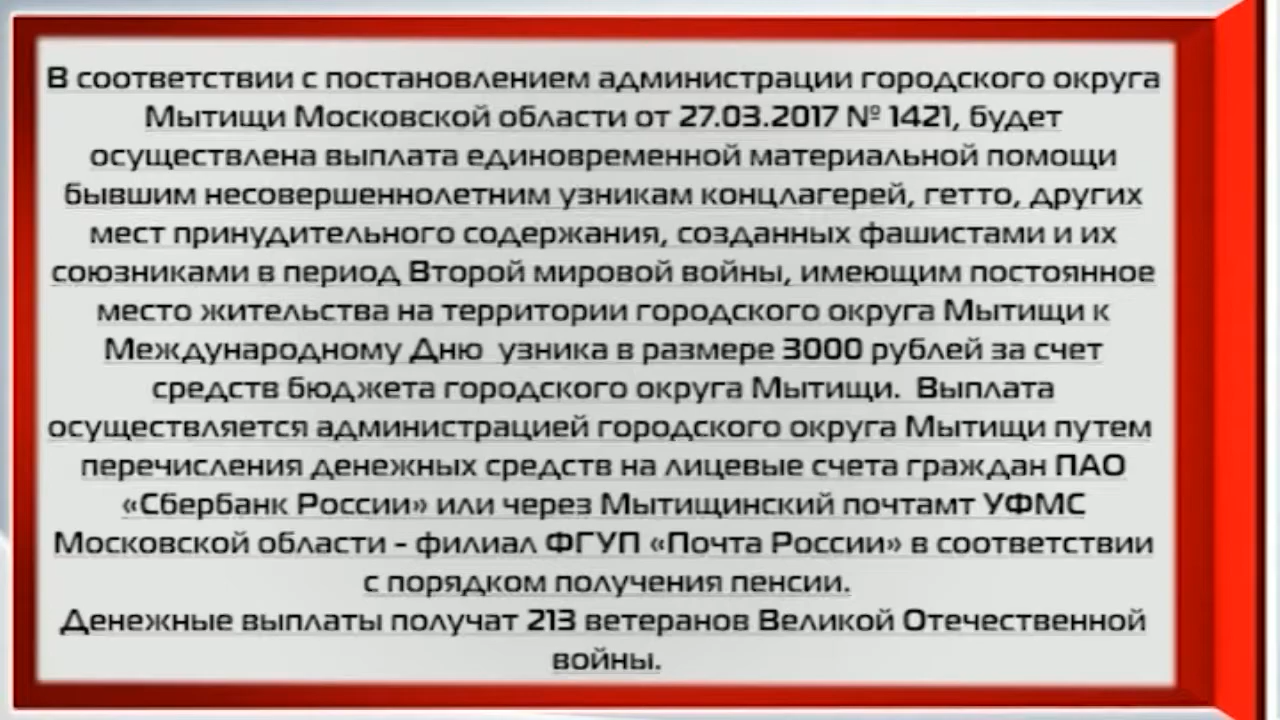 В соответствии с постановлением администрации городского округа
Мытищи Московской области от 27.03.2017 № 1421, будет
осуществлена выплата единовременной материальной помощи
бывшим несовершеннолетним узникам концлагерей, гетто, других
мест принудительного содержания, созданных фашистами и их
союзниками в период Второй мировой войны, имеющим постоянное
место жительства на территории городского округа Мытищи к
Международному Дню узника в размере 3000 рублей за счет
средств бюджета городского округа Мытищи. Выплата
осуществляется администрацией городского округа Мытищи путем
перечисления денежных средств на лицевые счета граждан ПАО
«Сбербанк России» или через Мытищинский почтамт УФМС
Московской области - филиал ФГУП «Почта России» в соответствии
с порядком получения пенсии.
Денежные выплаты получат 213 ветеранов Великой Отечественной
войны.